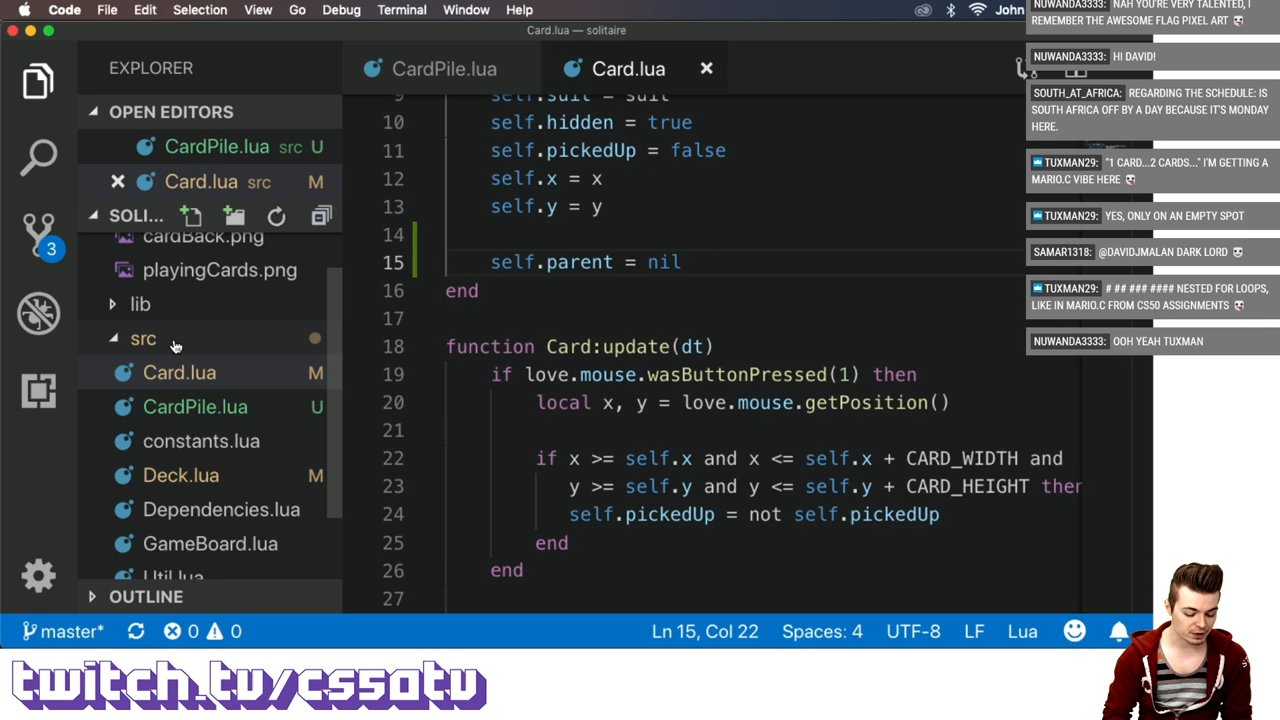 Code File Edit Selection View Go Debug Terminal Window Help John
Card.lua — solitaire
EXPLORER
OPEN EDITORS
CardPile.lua src U
Card.lua src M
SOLI...
cardBack.png
playingCards.png
lib
src
Card.lua M
CardPile.lua U
constants.lua
Deck.lua M
Dependencies.lua
GameBoard.lua
Util.lua
OUTLINE
3
CardPile.lua Card.lua
9 self.suit = suit
10 self.hidden = true
11 self.pickedUp = false
12 self.x = x
13 self.y = y
14
15 self.parent = nil
16 end
17
18 function Card:update(dt)
19 if love.mouse.wasButtonPressed(1) then
20 local x, y = love.mouse.getPosition()
21
22 if x >= self.x and x <= self.x + CARD_WIDTH and
23 y >= self.y and y <= self.y + CARD_HEIGHT then
24 self.pickedUp = not self.pickedUp
25 end
26 end
27
master* 0 0 Ln 15, Col 22 Spaces: 4 UTF-8 LF Lua
NUWANDA3333: NAH YOU'RE VERY TALENTED, I
REMEMBER THE AWESOME FLAG PIXEL ART
NUWANDA3333: HI DAVID!
SOUTH_AT_AFRICA: REGARDING THE SCHEDULE: IS
SOUTH AFRICA OFF BY A DAY BECAUSE IT'S MONDAY
HERE.
TUXMAN29: "1 CARD...2 CARDS..." I'M GETTING A
MARIO.C VIBE HERE
TUXMAN29: YES, ONLY ON AN EMPTY SPOT
SAMAR1318: @DAVIDJMALAN DARK LORD
TUXMAN29: # ## ### #### NESTED FOR LOOPS,
LIKE IN MARIO.C FROM CS50 ASSIGNMENTS
NUWANDA3333: OOH YEAH TUXMAN
twitch.tv/cs50tv